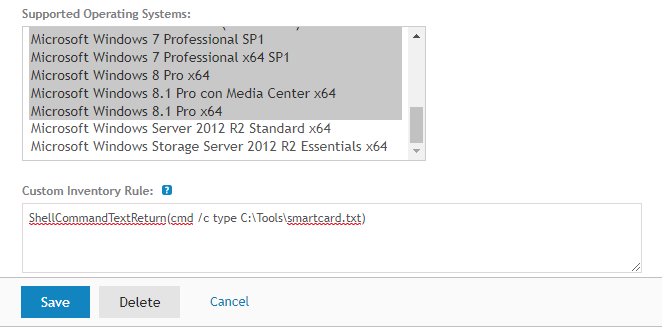 Supported Operating Systems:
Microsoft Windows 7 Professional SP1
Microsoft Windows 7 Professional x64 SP1
Microsoft Windows 8 Pro x64
Microsoft Windows 8.1 Pro con Media Center x64
Microsoft Windows 8.1 Pro x64
Microsoft Windows Server 2012 R2 Standard x64
Microsoft Windows Storage Server 2012 R2 Essentials x64
Custom Inventory Rule: ?
ShellCommandTextReturn(cmd /c type C:\Tools\smartcard.txt)
Save Delete Cancel